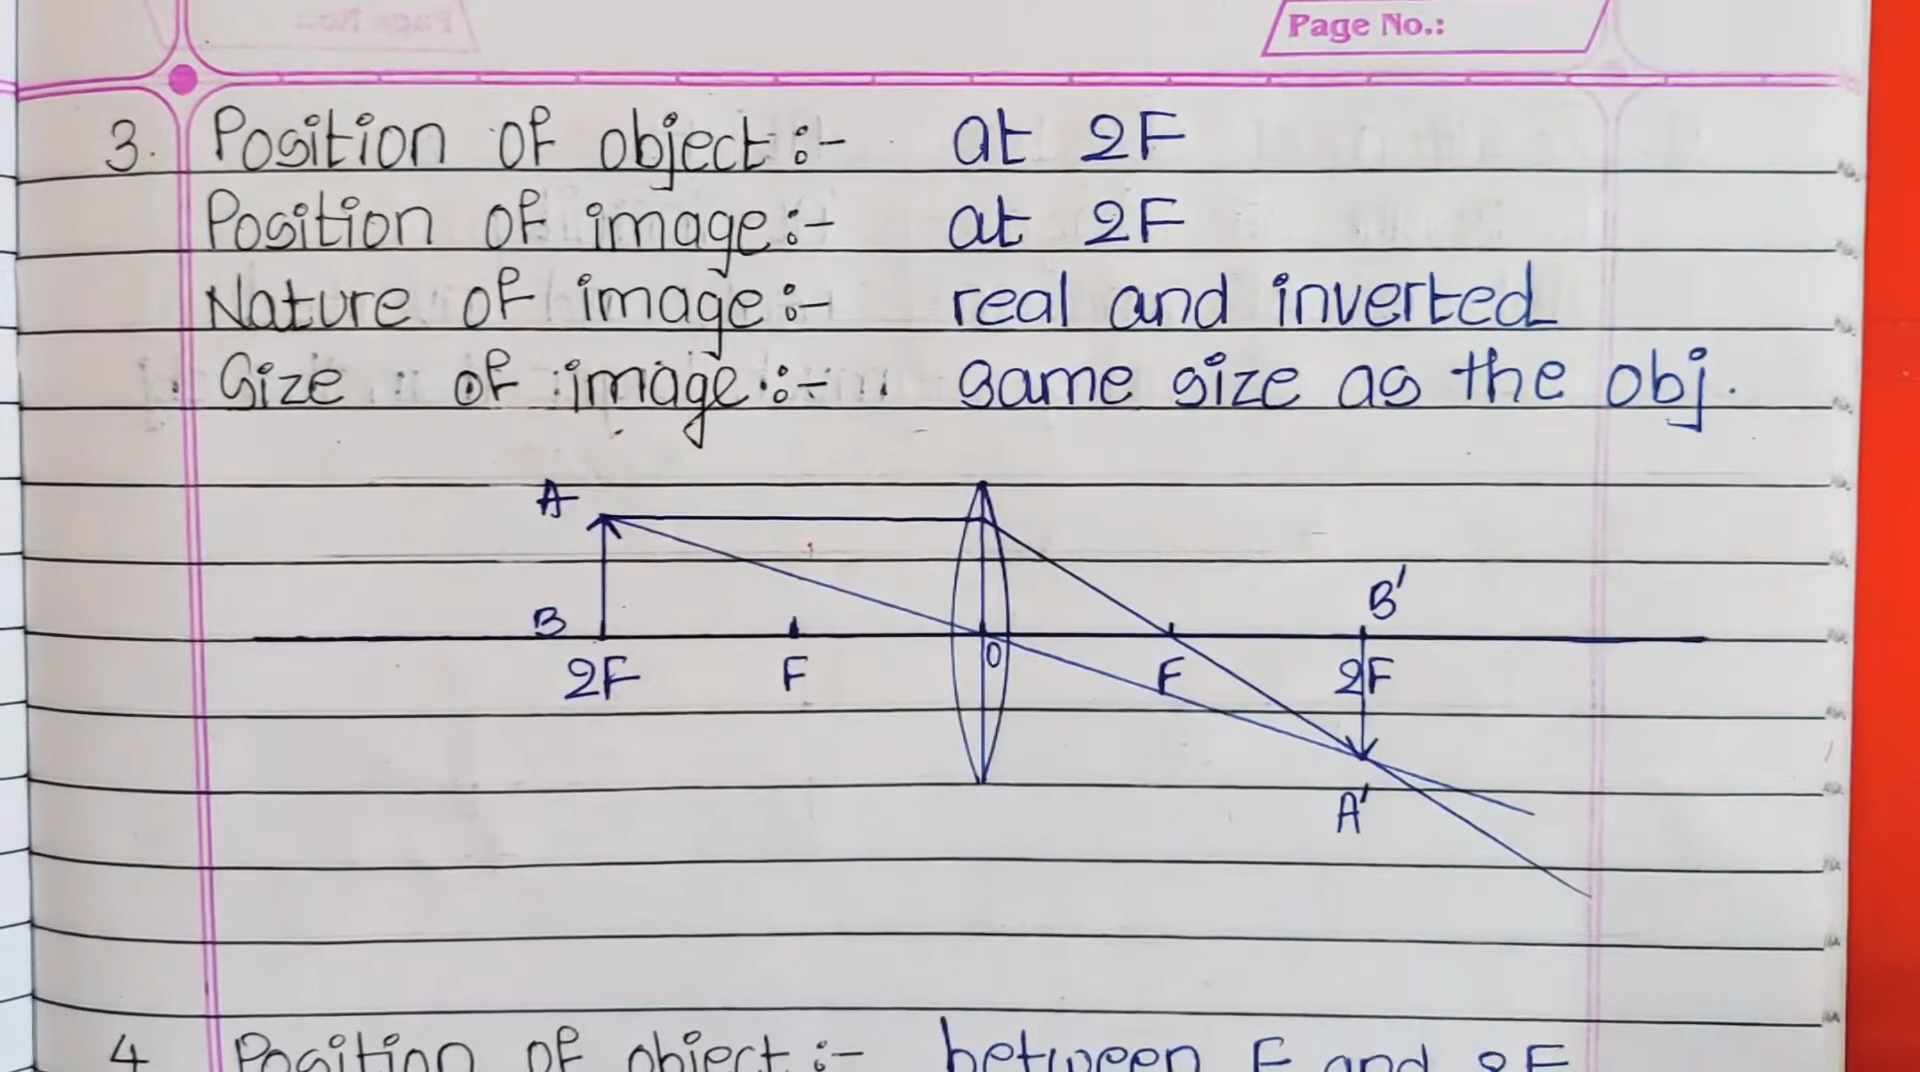 Page No.:
3. Position of object:- at 2F
Position of image:- at 2F
Nature of image:- real and inverted
Size of image:- same size as the obj.
A
B'
B
O
2F F F 2F
A'
4 Position of object:- between F and 2F